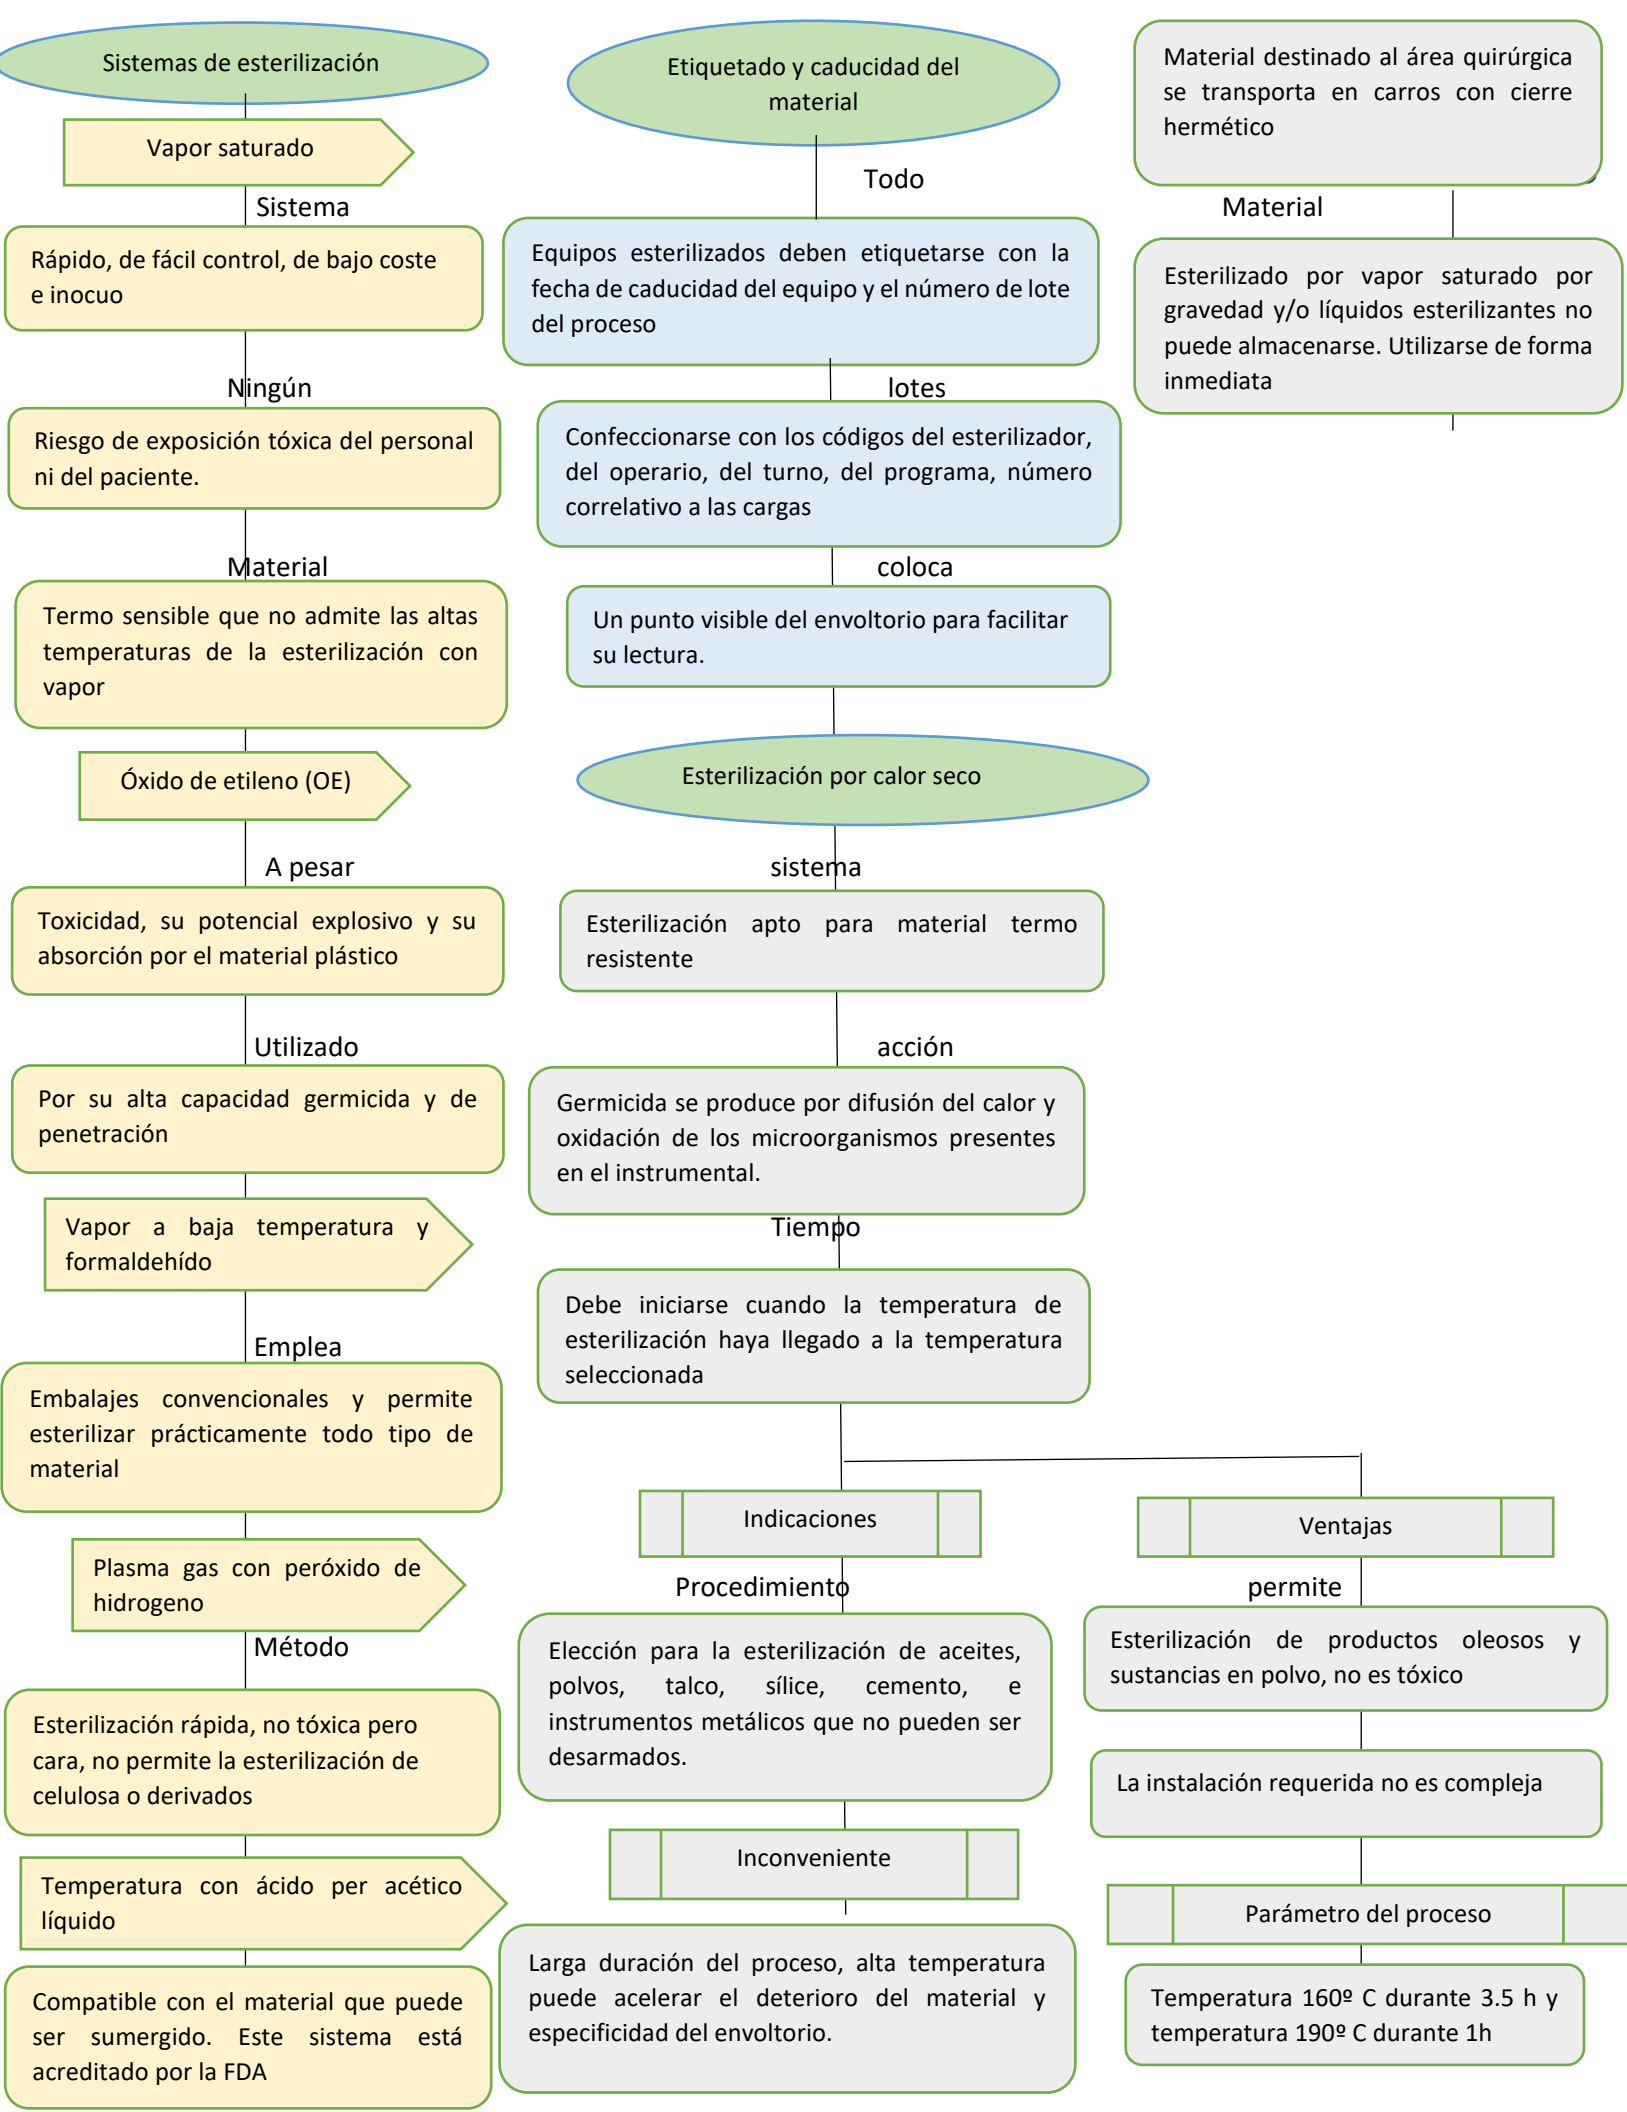 Sistemas de esterilización
Vapor saturado
Sistema
Rápido, de fácil control, de bajo coste
e inocuo
Ningún
Riesgo de exposición tóxica del personal
ni del paciente.
Material
Termo sensible que no admite las altas
temperaturas de la esterilización con
vapor
Óxido de etileno (OE)
A pesar
Toxicidad, su potencial explosivo y su
absorción por el material plástico
Utilizado
Por su alta capacidad germicida y de
penetración
Vapor a baja temperatura y
formaldehído
Emplea
Embalajes convencionales y permite
esterilizar prácticamente todo tipo de
material
Plasma gas con peróxido de
hidrogeno
Método
Esterilización rápida, no tóxica pero
cara, no permite la esterilización de
celulosa o derivados
Temperatura con ácido per acético
líquido
Compatible con el material que puede
ser sumergido. Este sistema está
acreditado por la FDA
Etiquetado y caducidad del
material
Todo
Equipos esterilizados deben etiquetarse con la
fecha de caducidad del equipo y el número de lote
del proceso
lotes
Confeccionarse con los códigos del esterilizador,
del operario, del turno, del programa, número
correlativo a las cargas
coloca
Un punto visible del envoltorio para facilitar
su lectura.
Esterilización por calor seco
sistema
Esterilización apto para material termo
resistente
acción
Germicida se produce por difusión del calor y
oxidación de los microorganismos presentes
en el instrumental.
Tiempo
Debe iniciarse cuando la temperatura de
esterilización haya llegado a la temperatura
seleccionada
Indicaciones
Procedimiento
Elección para la esterilización de aceites,
polvos, talco, sílice, cemento, e
instrumentos metálicos que no pueden ser
desarmados.
Inconveniente
Larga duración del proceso, alta temperatura
puede acelerar el deterioro del material y
especificidad del envoltorio.
Material destinado al área quirúrgica
se transporta en carros con cierre
hermético
Material
Esterilizado por vapor saturado por
gravedad y/o líquidos esterilizantes no
puede almacenarse. Utilizarse de forma
inmediata
Ventajas
permite
Esterilización de productos oleosos y
sustancias en polvo, no es tóxico
La instalación requerida no es compleja
Parámetro del proceso
Temperatura 160º C durante 3.5 h y
temperatura 190º C durante 1h